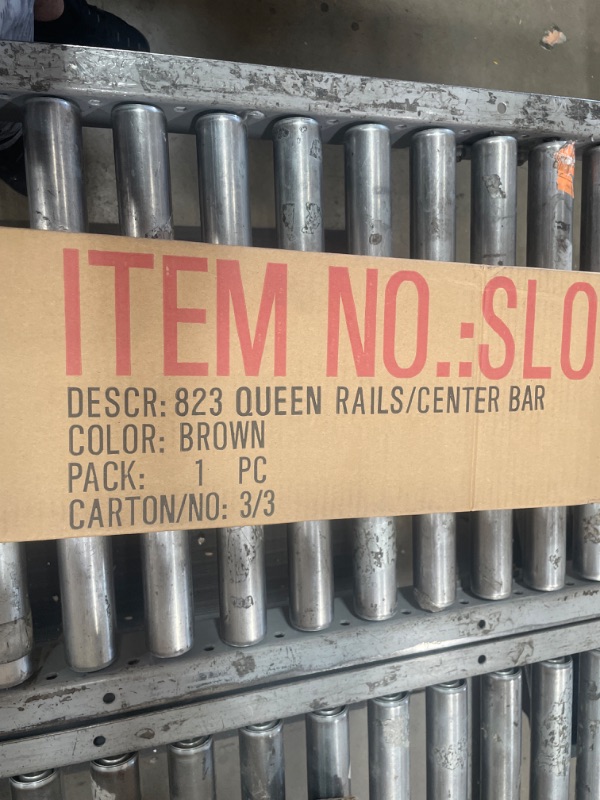 ITEM NO.:SLO
DESCR: 823 QUEEN RAILS/CENTER BAR
COLOR: BROWN
PACK: 1 PC
CARTON/NO: 3/3